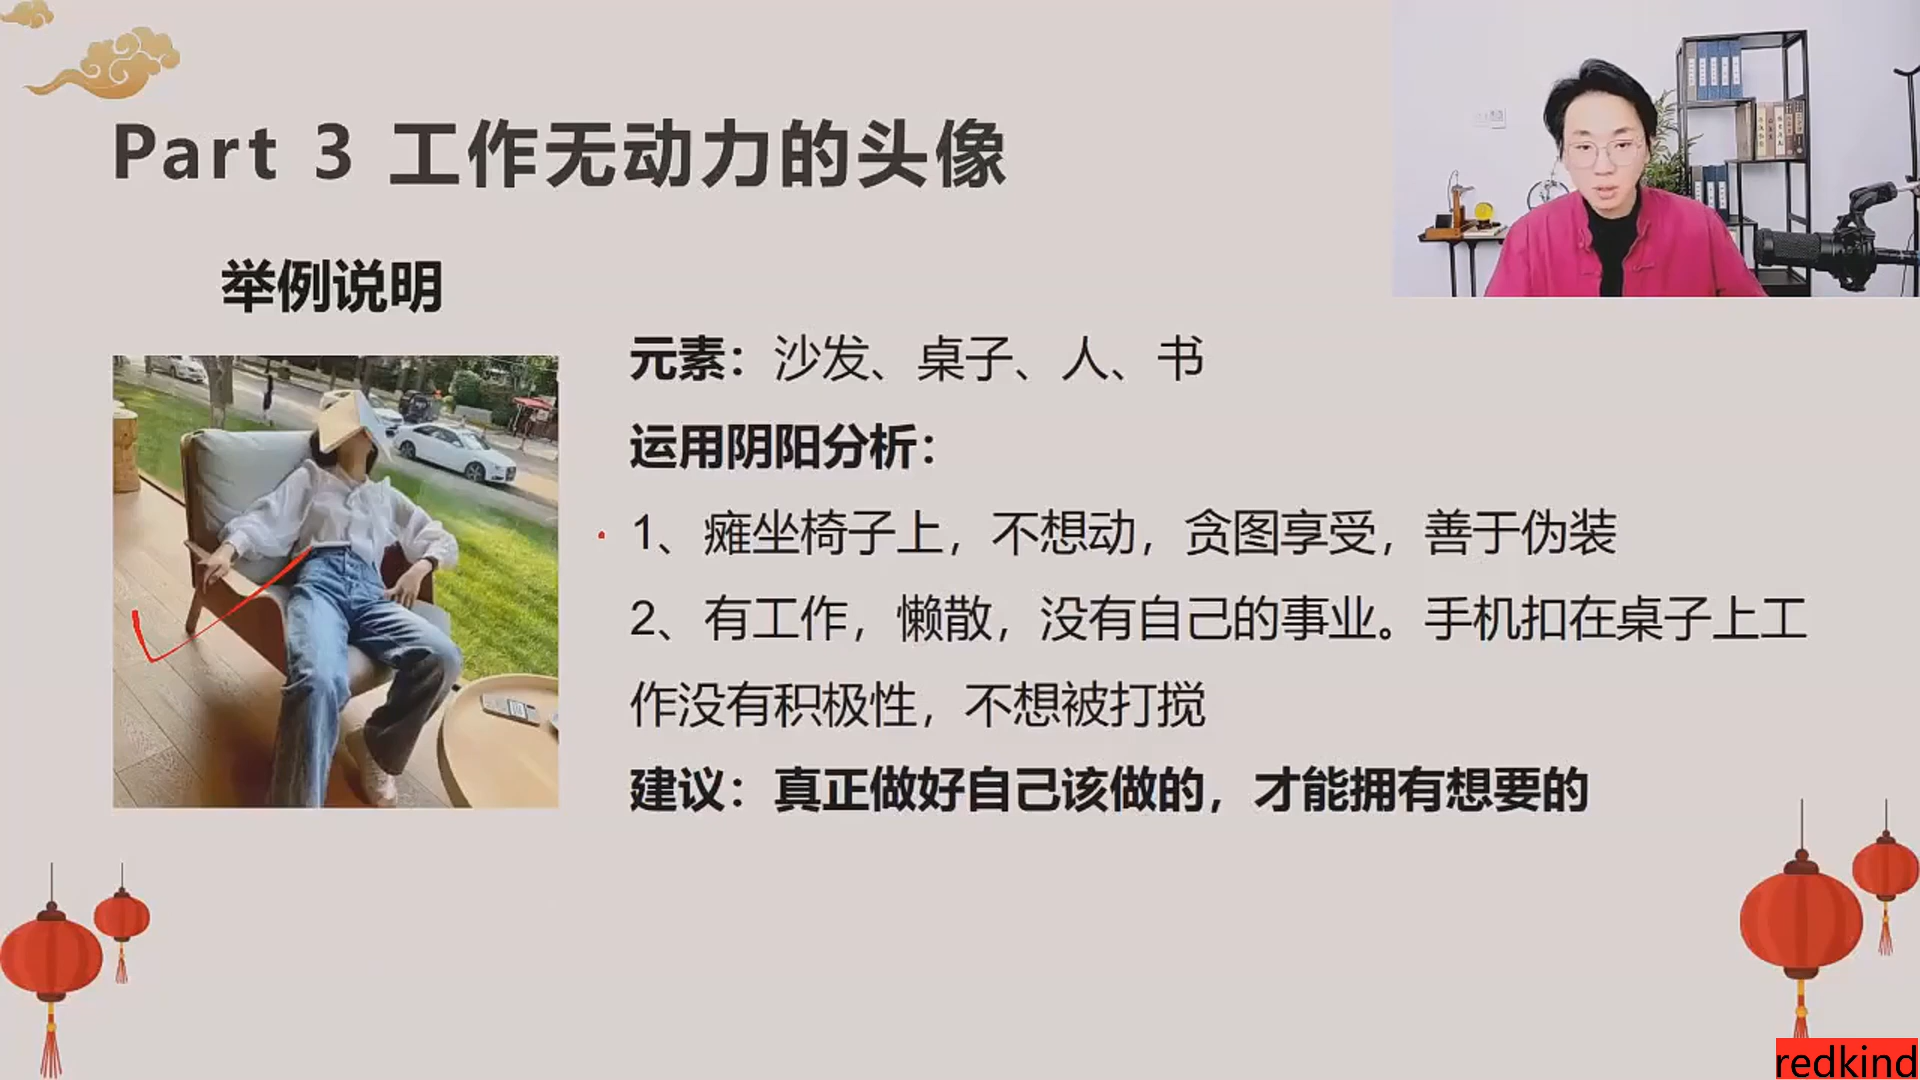 Part 3 工作无动力的头像
举例说明
元素：沙发、桌子、人、书
运用阴阳分析：
1、瘫坐椅子上，不想动，贪图享受，善于伪装
2、有工作，懒散，没有自己的事业。手机扣在桌子上工
作没有积极性，不想被打搅
建议：真正做好自己该做的，才能拥有想要的
redkind